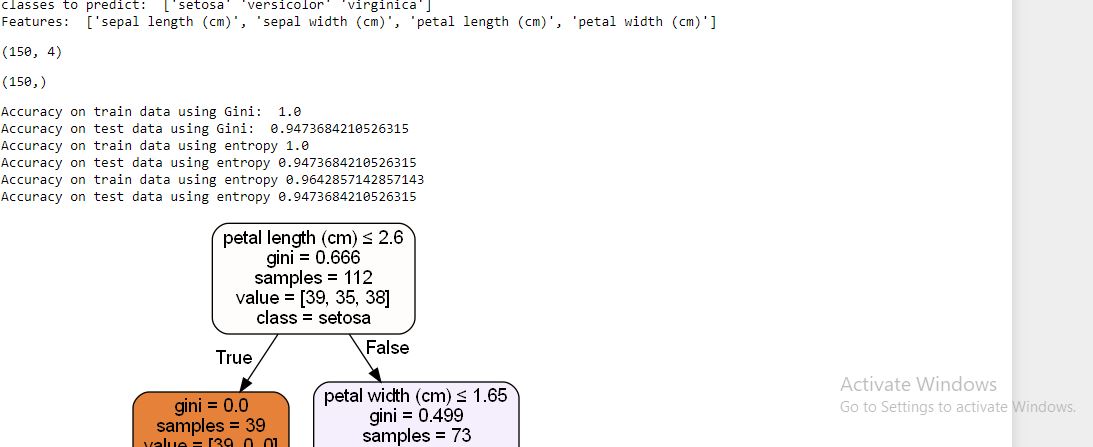 classes to predict:  ['setosa' 'versicolor' 'virginica']
Features:  ['sepal length (cm)', 'sepal width (cm)', 'petal length (cm)', 'petal width (cm)']
(150, 4)
(150,)
Accuracy on train data using Gini:  1.0
Accuracy on test data using Gini:  0.9473684210526315
Accuracy on train data using entropy 1.0
Accuracy on test data using entropy 0.9473684210526315
Accuracy on train data using entropy 0.9642857142857143
Accuracy on test data using entropy 0.9473684210526315
petal length (cm) ≤ 2.6
gini = 0.666
samples = 112
value = [39, 35, 38]
class = setosa
True
False
gini = 0.0
samples = 39
value = [39, 0, 0]
petal width (cm) ≤ 1.65
gini = 0.499
samples = 73
Activate Windows
Go to Settings to activate Windows.